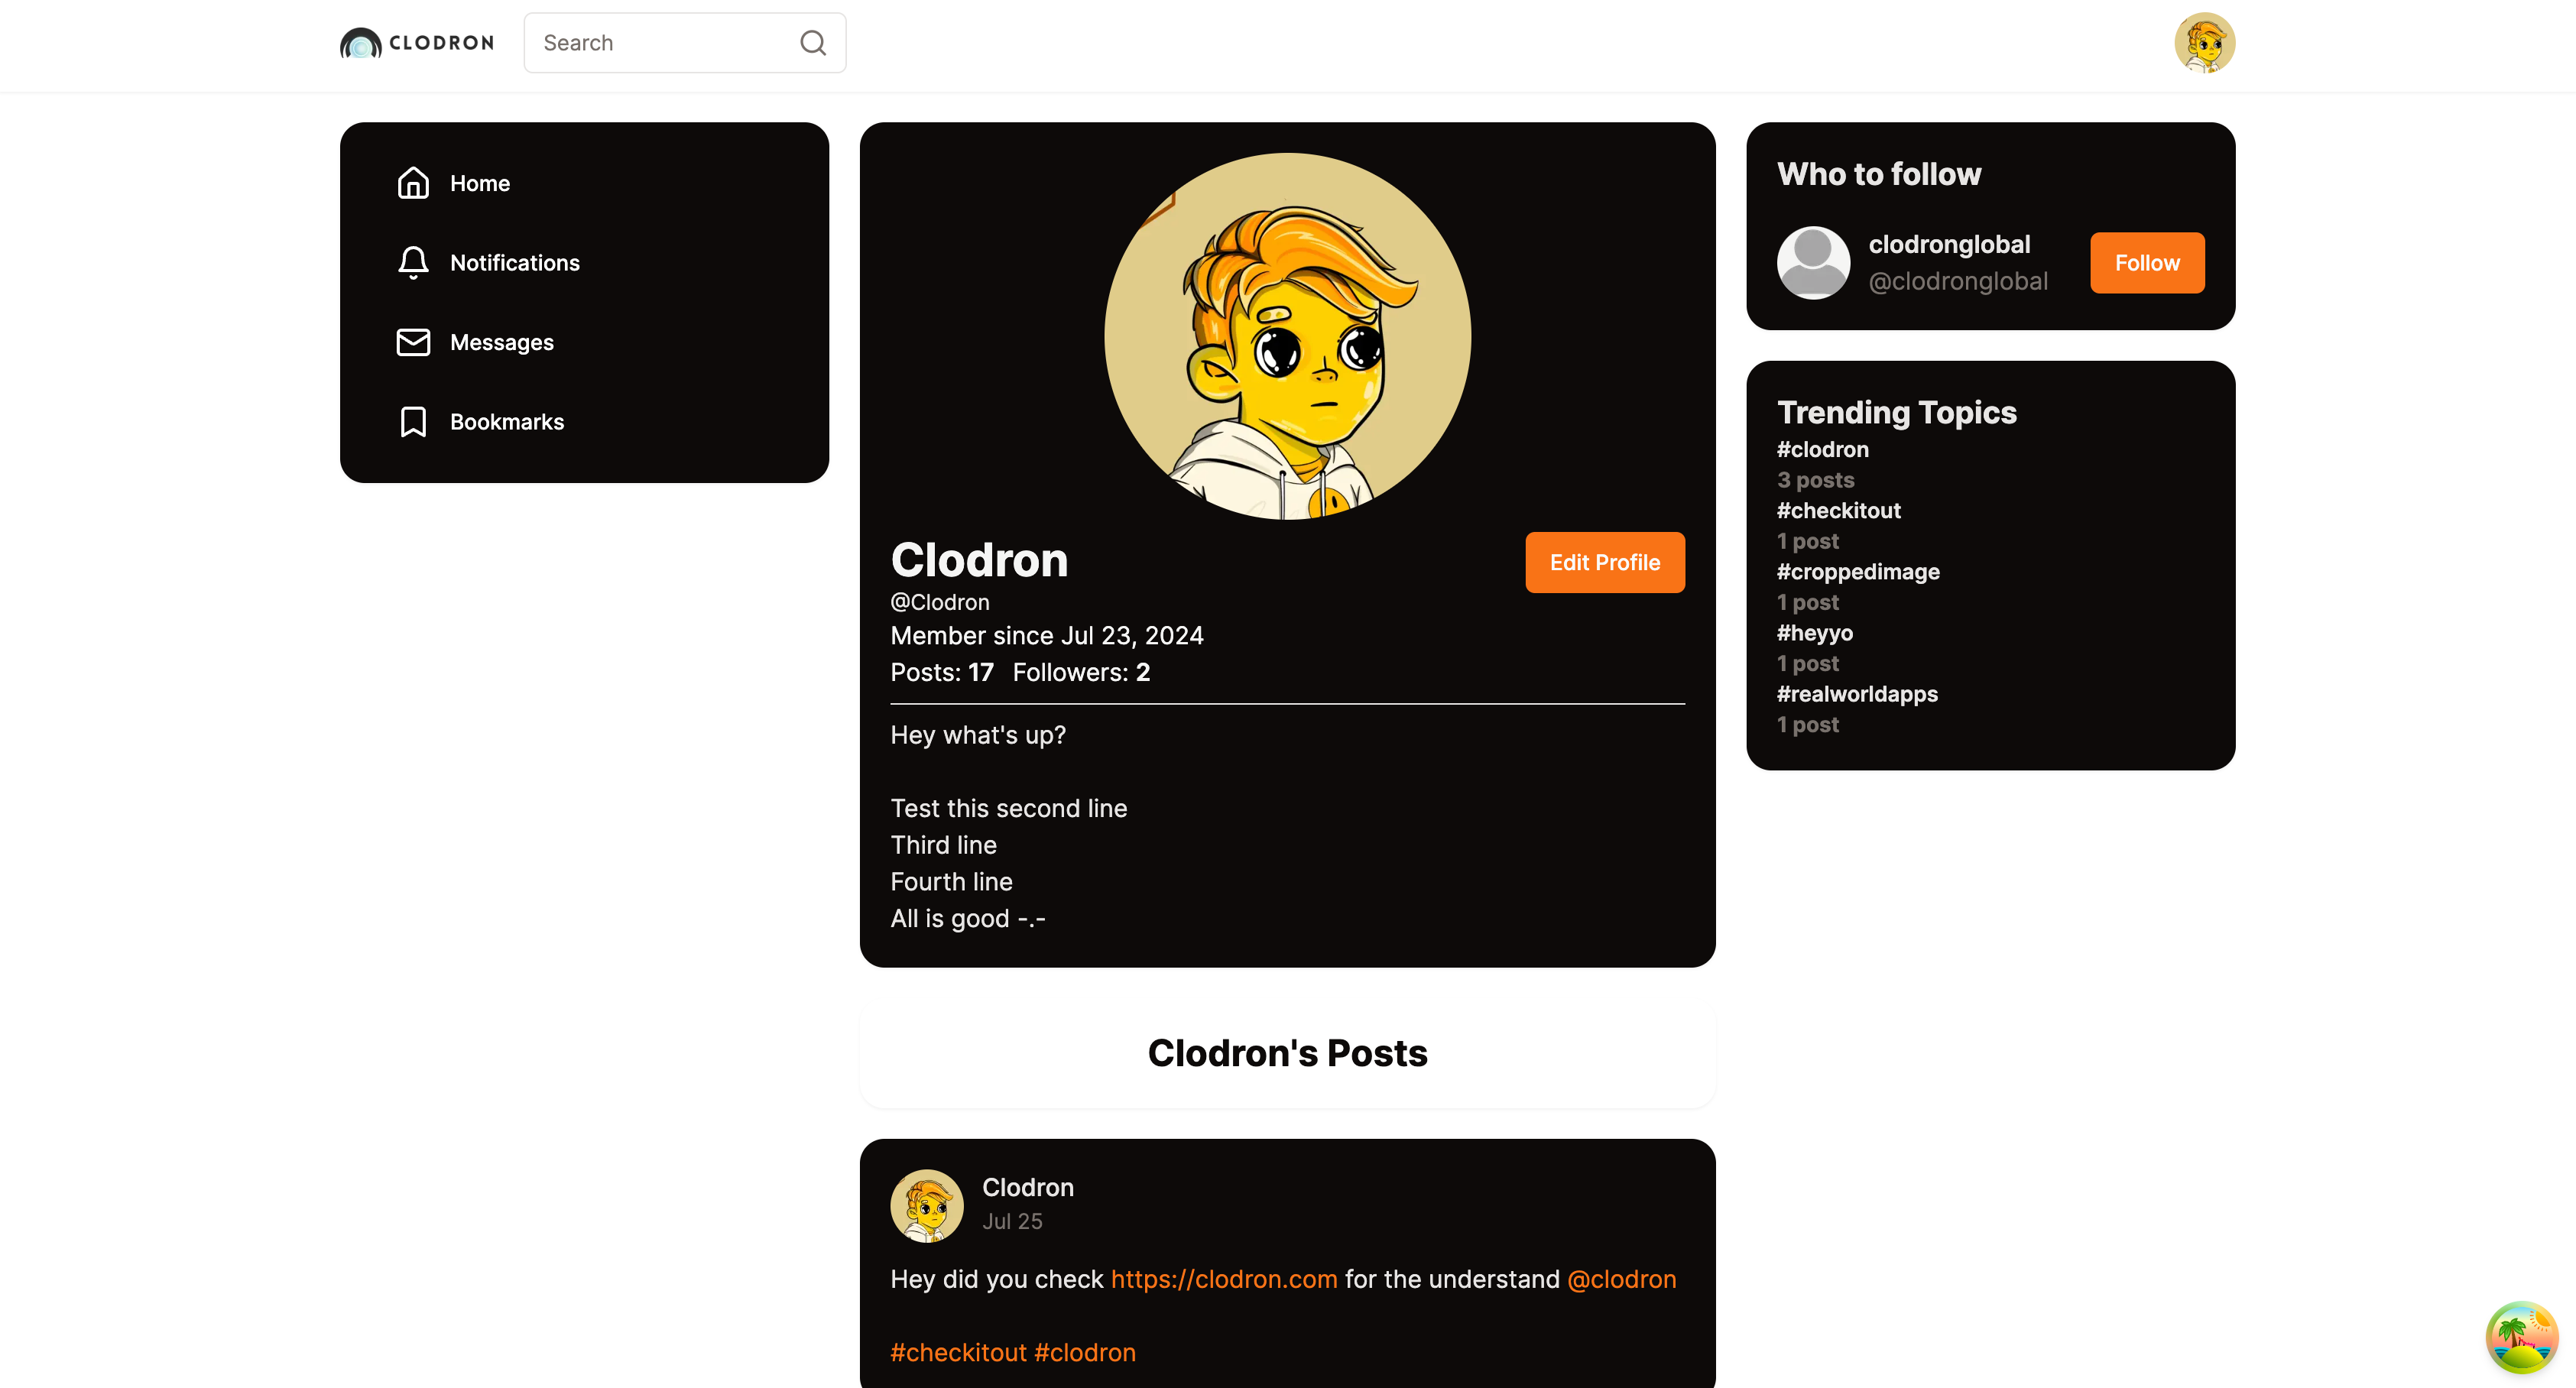 CLODRON
Search
Home
Notifications
Messages
Bookmarks
Clodron
Edit Profile
@Clodron
Member since Jul 23, 2024
Posts: 17 Followers: 2
Hey what's up?
Test this second line
Third line
Fourth line
All is good -.-
Clodron's Posts
Clodron
Jul 25
Hey did you check https://clodron.com for the understand @clodron
#checkitout #clodron
Who to follow
clodronglobal
@clodronglobal
Follow
Trending Topics
#clodron
3 posts
#checkitout
1 post
#croppedimage
1 post
#heyyo
1 post
#realworldapps
1 post